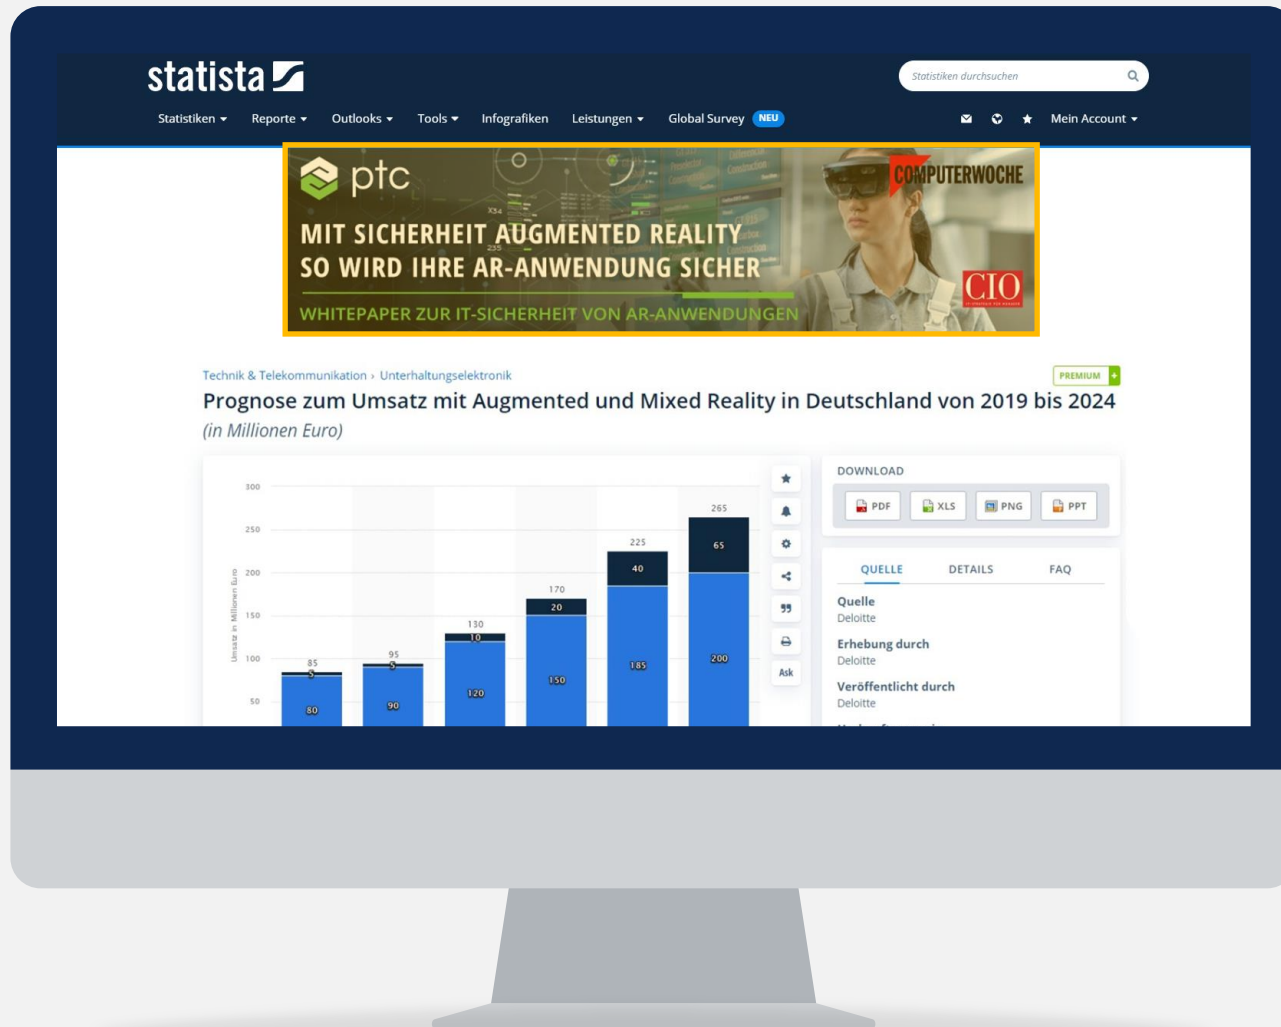 statista
Statistiken durchsuchen
Statistiken Reporte Outlooks Tools Infografiken Leistungen Global Survey NEU Mein Account
ptc
COMPUTERWOCHE
X34
MIT SICHERHEIT AUGMENTED REALITY
235
SO WIRD IHRE AR-ANWENDUNG SICHER
CIO
WHITEPAPER ZUR IT-SICHERHEIT VON AR-ANWENDUNGEN
Technik & Telekommunikation › Unterhaltungselektronik
PREMIUM +
Prognose zum Umsatz mit Augmented und Mixed Reality in Deutschland von 2019 bis 2024
(in Millionen Euro)
Umsatz in Millionen Euro
300
250
200
150
100
50
85
5
80
95
5
90
130
10
120
170
20
150
225
40
185
265
65
200
Ask
DOWNLOAD
PDF XLS PNG PPT
QUELLE DETAILS FAQ
Quelle
Deloitte
Erhebung durch
Deloitte
Veröffentlicht durch
Deloitte